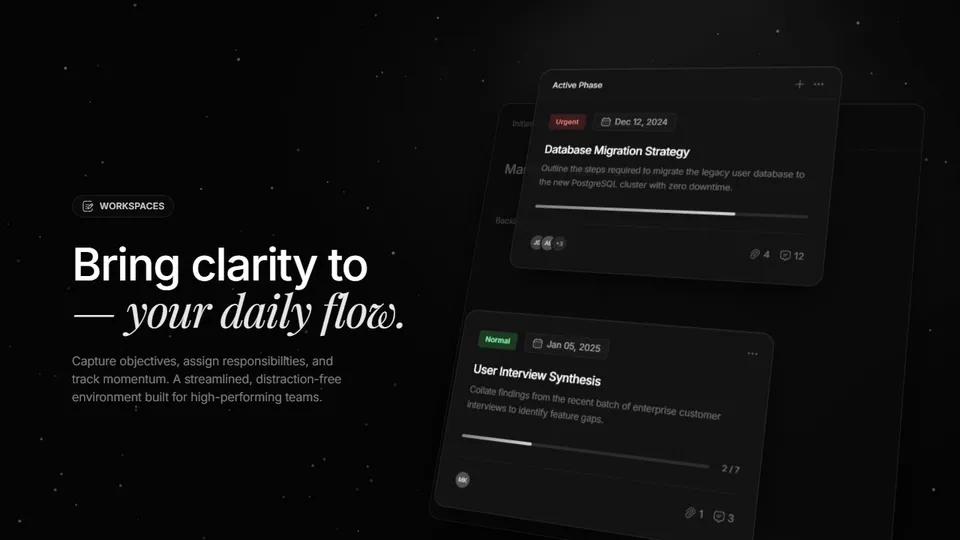 WORKSPACES
Bring clarity to
— your daily flow.
Capture objectives, assign responsibilities, and
track momentum. A streamlined, distraction-free
environment built for high-performing teams.
Active Phase
Urgent
Dec 12, 2024
Database Migration Strategy
Outline the steps required to migrate the legacy user database to
the new PostgreSQL cluster with zero downtime.
+3
4
12
Normal
Jan 05, 2025
User Interview Synthesis
Collate findings from the recent batch of enterprise customer
interviews to identify feature gaps.
2 / 7
MK
1
3